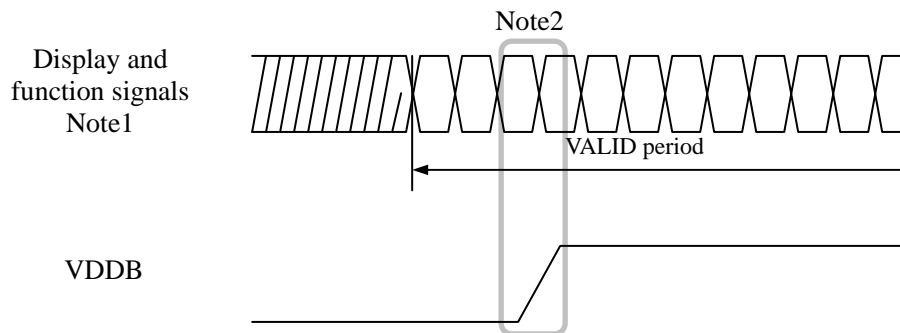 Note2
Display and
function signals
Note1
VALID period
VDDB